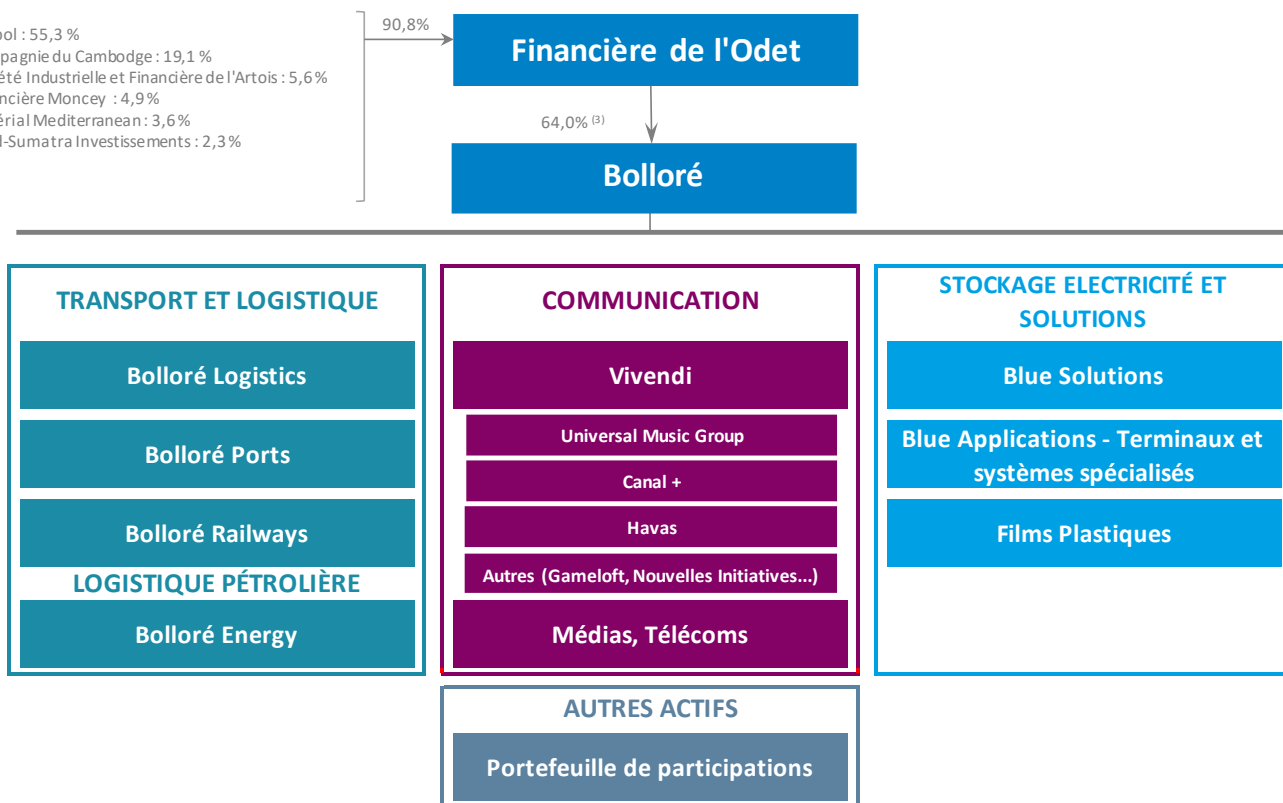 90,8%
Financière de l'Odet
pol : 55,3 %
pagnie du Cambodge : 19,1 %
été Industrielle et Financière de l'Artois : 5,6 %
ncière Moncey : 4,9 %
érial Mediterranean : 3,6 %
d-Sumatra Investissements : 2,3 %
64,0% (3)
Bolloré
TRANSPORT ET LOGISTIQUE
Bolloré Logistics
Bolloré Ports
Bolloré Railways
LOGISTIQUE PÉTROLIÈRE
Bolloré Energy
COMMUNICATION
Vivendi
Universal Music Group
Canal +
Havas
Autres (Gameloft, Nouvelles Initiatives...)
Médias, Télécoms
STOCKAGE ELECTRICITÉ ET
SOLUTIONS
Blue Solutions
Blue Applications - Terminaux et
systèmes spécialisés
Films Plastiques
AUTRES ACTIFS
Portefeuille de participations